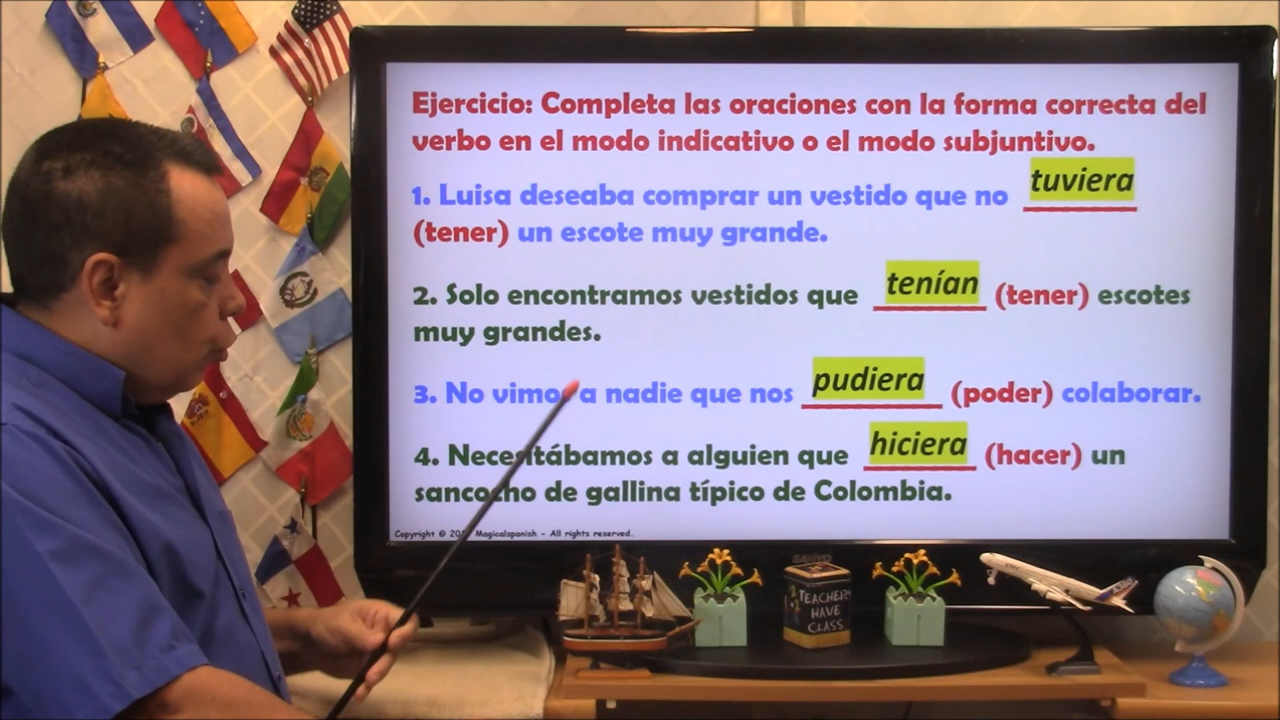 Ejercicio: Completa las oraciones con la forma correcta del
verbo en el modo indicativo o el modo subjuntivo.
1. Luisa deseaba comprar un vestido que no tuviera
(tener) un escote muy grande.
2. Solo encontramos vestidos que tenían (tener) escotes
muy grandes.
3. No vimos a nadie que nos pudiera (poder) colaborar.
4. Necesitábamos a alguien que hiciera (hacer) un
sancocho de gallina típico de Colombia.
Copyright © Magicalspanish - All rights reserved.
SANYO
TEACHERS
HAVE
CLASS